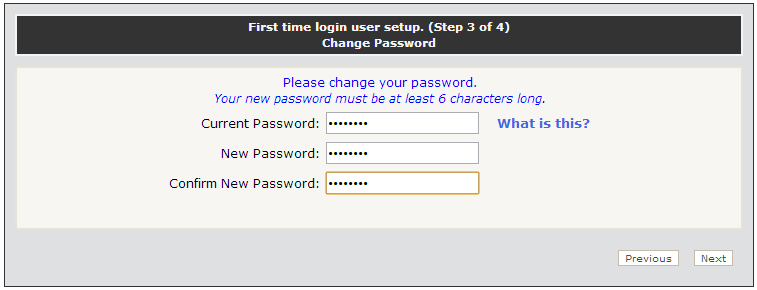 First time login user setup. (Step 3 of 4)
Change Password
Please change your password.
Your new password must be at least 6 characters long.
Current Password: •••••••• What is this?
New Password: ••••••••
Confirm New Password: ••••••••
Previous Next